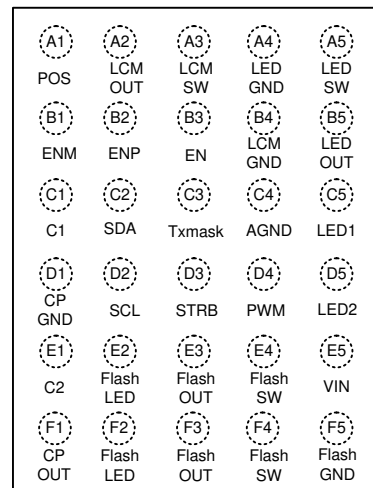 A1 A2 A3 A4 A5
POS LCM OUT LCM SW LED GND LED SW
B1 B2 B3 B4 B5
ENM ENP EN LCM GND LED OUT
C1 C2 C3 C4 C5
C1 SDA Txmask AGND LED1
D1 D2 D3 D4 D5
CP GND SCL STRB PWM LED2
E1 E2 E3 E4 E5
C2 Flash LED Flash OUT Flash SW VIN
F1 F2 F3 F4 F5
CP OUT Flash LED Flash OUT Flash SW Flash GND